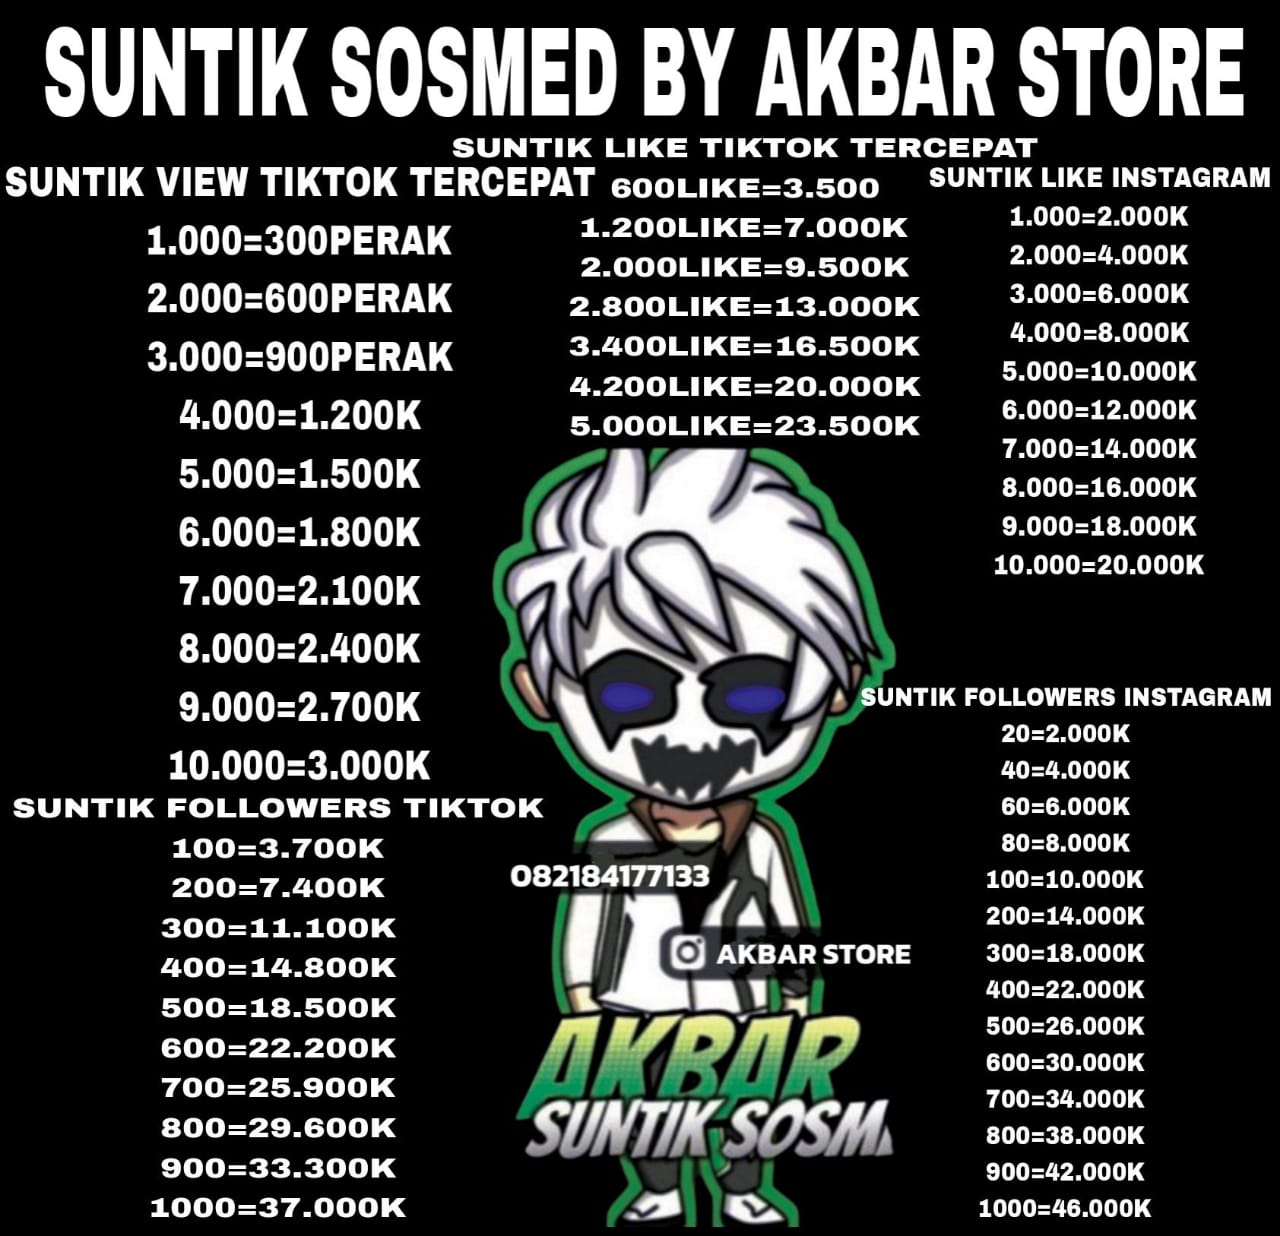 SUNTIK SOSMED BY AKBAR STORE
SUNTIK VIEW TIKTOK TERCEPAT
1.000=300PERAK
2.000=600PERAK
3.000=900PERAK
4.000=1.200K
5.000=1.500K
6.000=1.800K
7.000=2.100K
8.000=2.400K
9.000=2.700K
10.000=3.000K
SUNTIK FOLLOWERS TIKTOK
100=3.700K
200=7.400K
300=11.100K
400=14.800K
500=18.500K
600=22.200K
700=25.900K
800=29.600K
900=33.300K
1000=37.000K
SUNTIK LIKE TIKTOK TERCEPAT
600LIKE=3.500
1.200LIKE=7.000K
2.000LIKE=9.500K
2.800LIKE=13.000K
3.400LIKE=16.500K
4.200LIKE=20.000K
5.000LIKE=23.500K
082184177133
AKBAR STORE
AKBAR
SUNTIK SOSM
SUNTIK LIKE INSTAGRAM
1.000=2.000K
2.000=4.000K
3.000=6.000K
4.000=8.000K
5.000=10.000K
6.000=12.000K
7.000=14.000K
8.000=16.000K
9.000=18.000K
10.000=20.000K
SUNTIK FOLLOWERS INSTAGRAM
20=2.000K
40=4.000K
60=6.000K
80=8.000K
100=10.000K
200=14.000K
300=18.000K
400=22.000K
500=26.000K
600=30.000K
700=34.000K
800=38.000K
900=42.000K
1000=46.000K